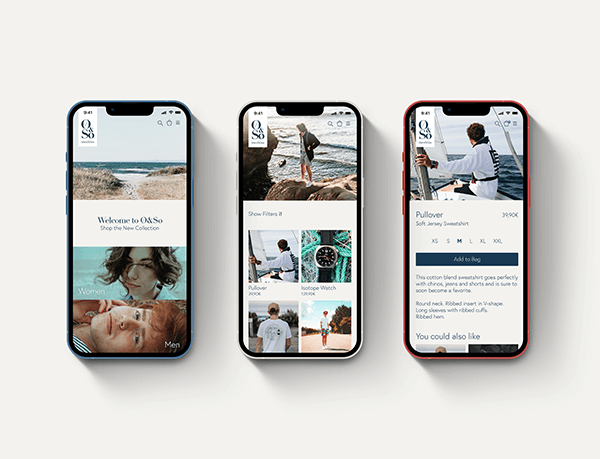 9:41
O
&So
Welcome to O&So
Shop the New Collection
Women
Men
9:41
O
&So
Show Filters
Pullover
39,90€
Isotope Watch
129,90€
9:41
O
&So
Pullover
39,90€
Soft Jersey Sweatshirt
XS S M L XL XXL
Add to Bag
This cotton blend sweatshirt goes perfectly
with chinos, jeans and shorts and is sure to
soon become a favorite.
Round neck. Ribbed insert in V-shape.
Long sleeves with ribbed cuffs.
Ribbed hem.
You could also like